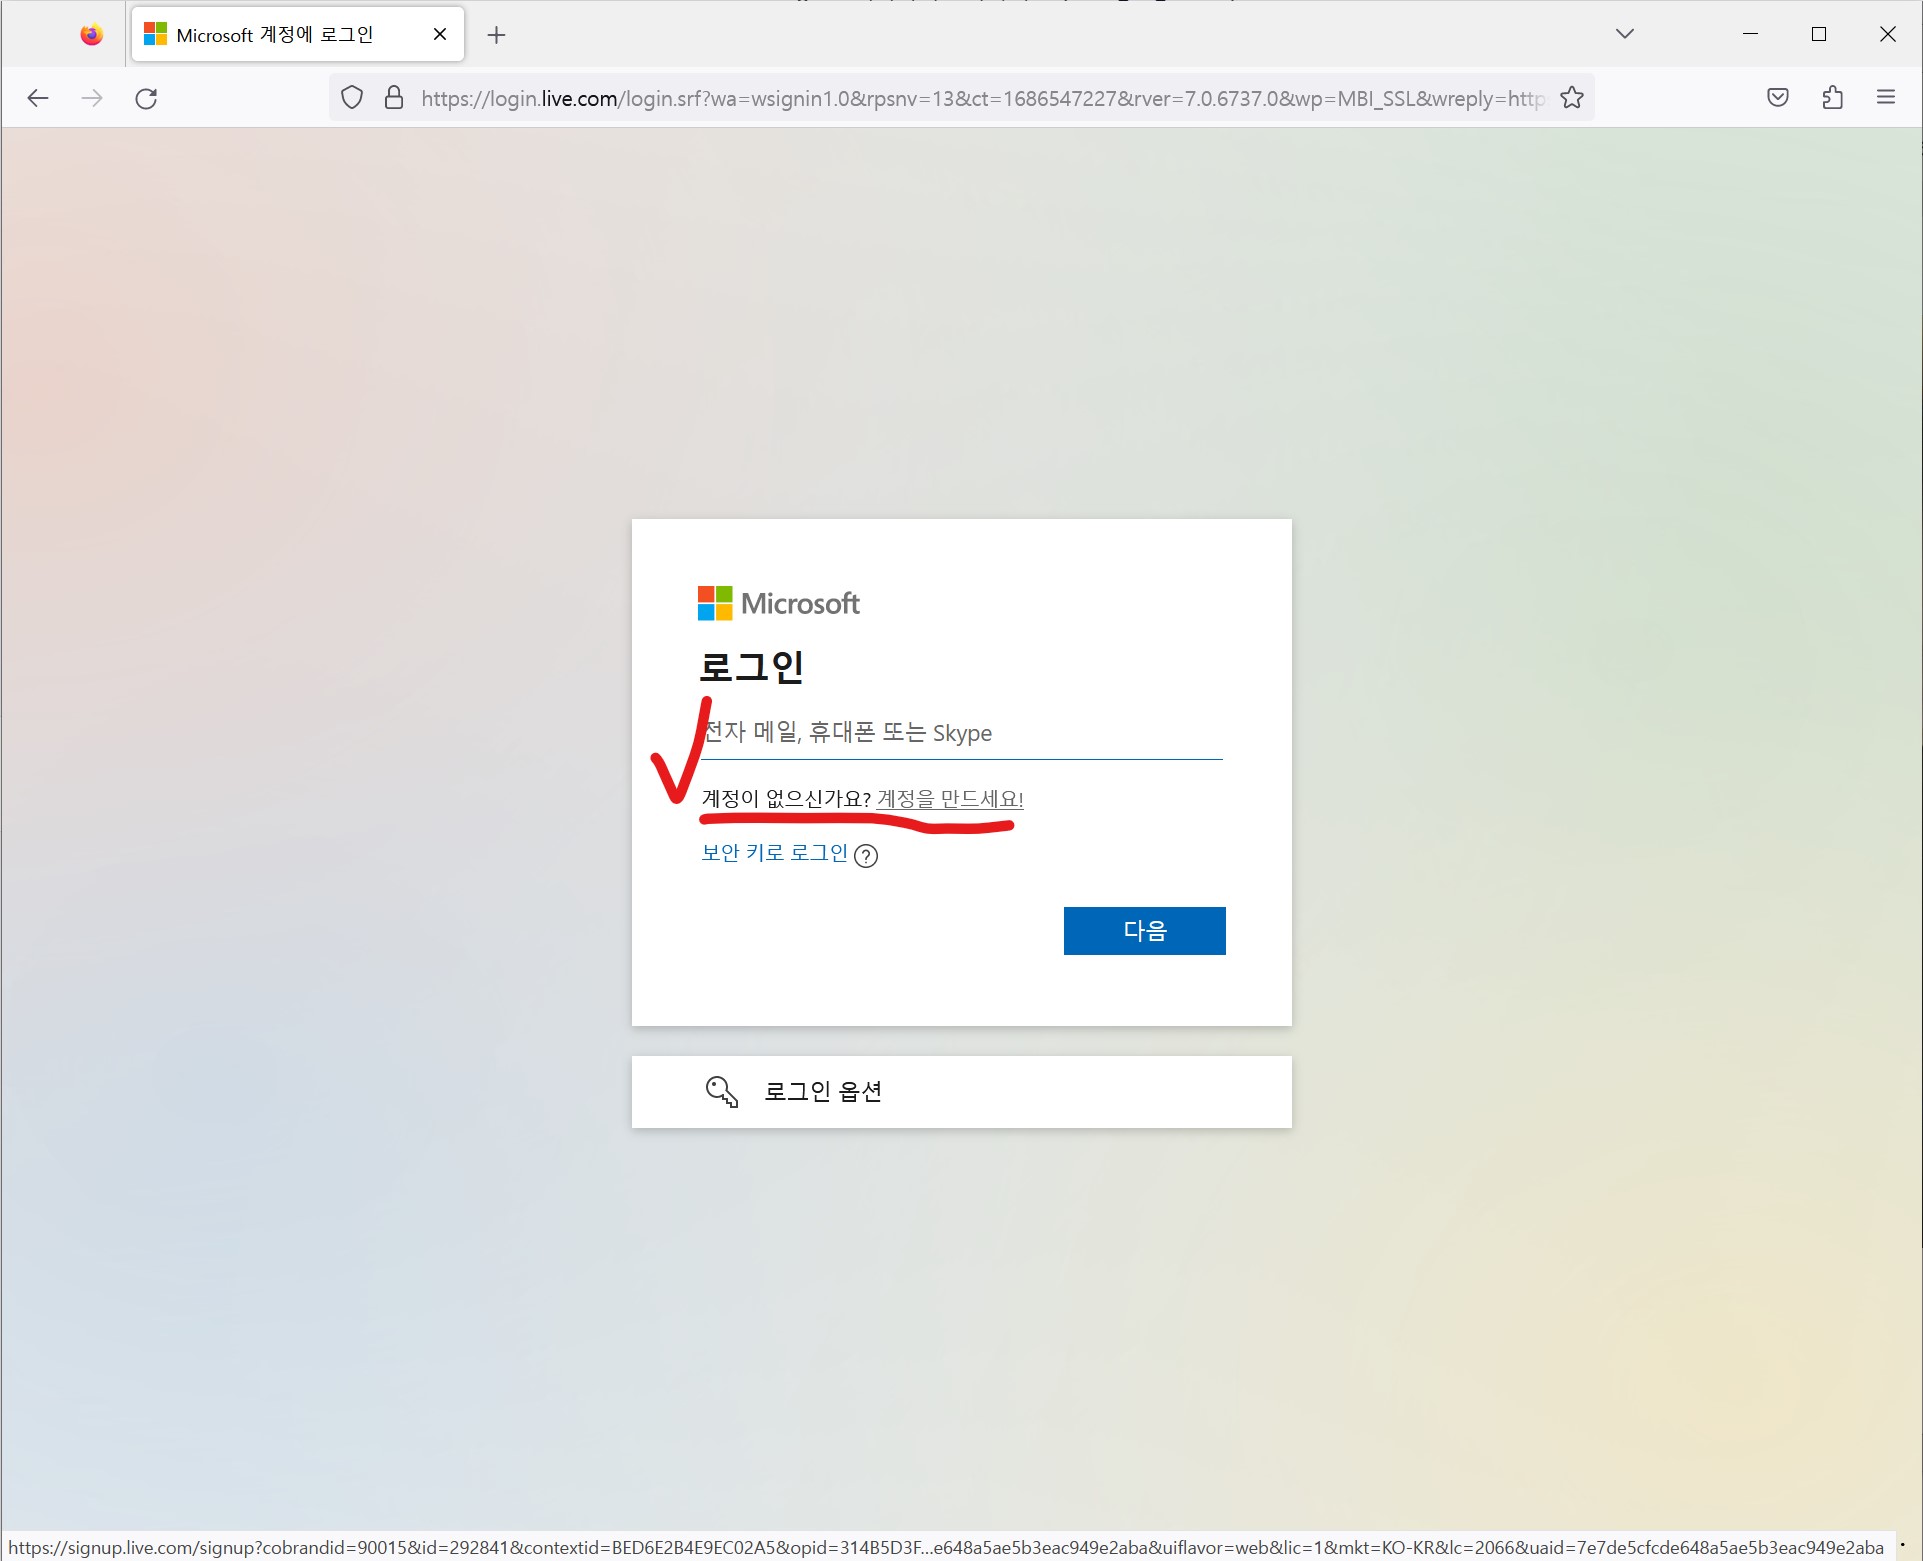 Microsoft 계정에 로그인
https://login.live.com/login.srf?wa=wsignin1.0&rpsnv=13&ct=1686547227&rver=7.0.6737.0&wp=MBI_SSL&wreply=http
Microsoft
로그인
전자 메일, 휴대폰 또는 Skype
계정이 없으신가요? 계정을 만드세요!
보안 키로 로그인 ?
다음
로그인 옵션
https://signup.live.com/signup?cobrandid=90015&id=292841&contextid=BED6E2B4E9EC02A5&opid=314B5D3F...e648a5ae5b3eac949e2aba&uiflavor=web&lic=1&mkt=KO-KR&lc=2066&uaid=7e7de5cfcde648a5ae5b3eac949e2aba